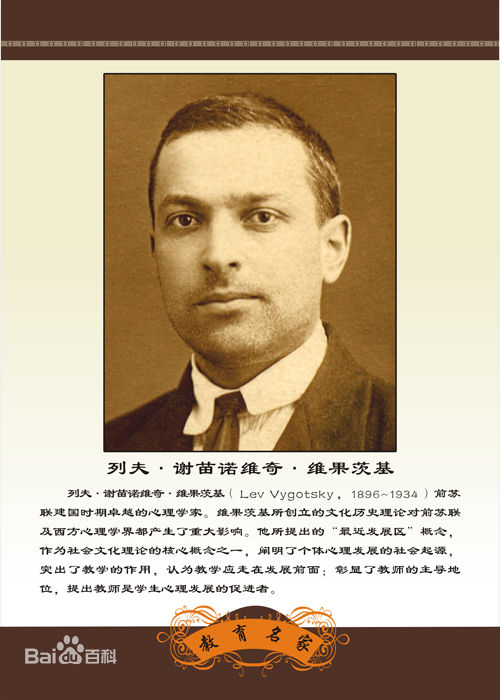 列夫·谢苗诺维奇·维果茨基
列夫·谢苗诺维奇·维果茨基（Lev Vygotsky，1896~1934）前苏
联建国时期卓越的心理学家。维果茨基所创立的文化历史理论对前苏联
及西方心理学界都产生了重大影响。他所提出的“最近发展区”概念，
作为社会文化理论的核心概念之一，阐明了个体心理发展的社会起源，
突出了教学的作用，认为教学应走在发展前面；彰显了教师的主导地
位，提出教师是学生心理发展的促进者。
教育名家
Bai du 百科